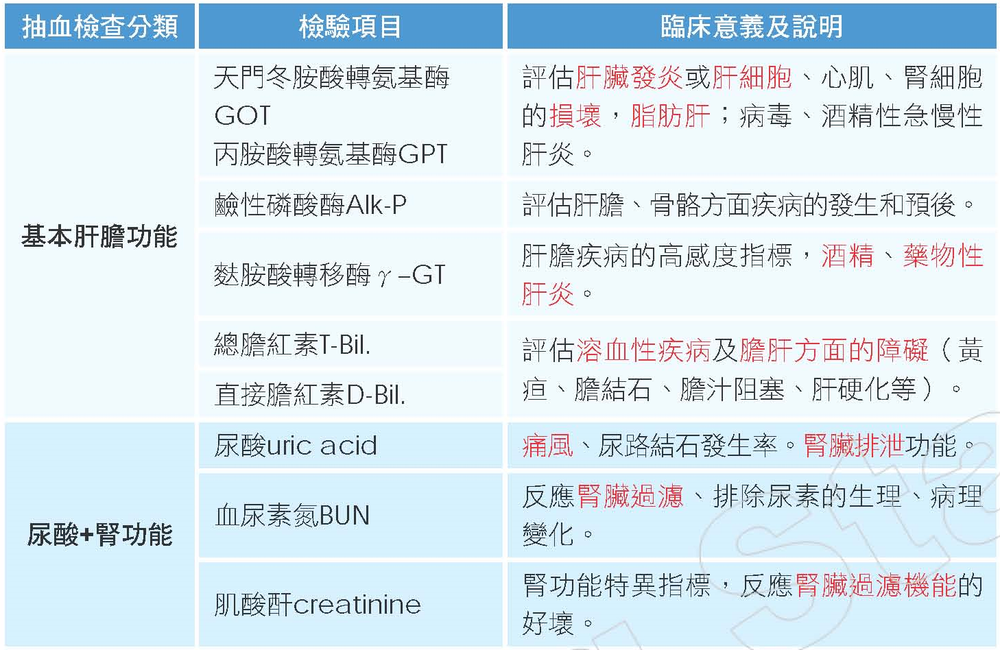 抽血檢查分類
檢驗項目
臨床意義及說明
基本肝膽功能
天門冬胺酸轉氨基酶
GOT
丙胺酸轉氨基酶GPT
評估肝臟發炎或肝細胞、心肌、腎細胞
的損壞，脂肪肝；病毒、酒精性急慢性
肝炎。
鹼性磷酸酶Alk-P
評估肝膽、骨骼方面疾病的發生和預後。
麩胺酸轉移酶γ–GT
肝膽疾病的高感度指標，酒精、藥物性
肝炎。
總膽紅素T-Bil.
直接膽紅素D-Bil.
評估溶血性疾病及膽肝方面的障礙（黃
疸、膽結石、膽汁阻塞、肝硬化等）。
尿酸+腎功能
尿酸uric acid
痛風、尿路結石發生率。腎臟排泄功能。
血尿素氮BUN
反應腎臟過濾、排除尿素的生理、病理
變化。
肌酸酐creatinine
腎功能特異指標，反應腎臟過濾機能的
好壞。